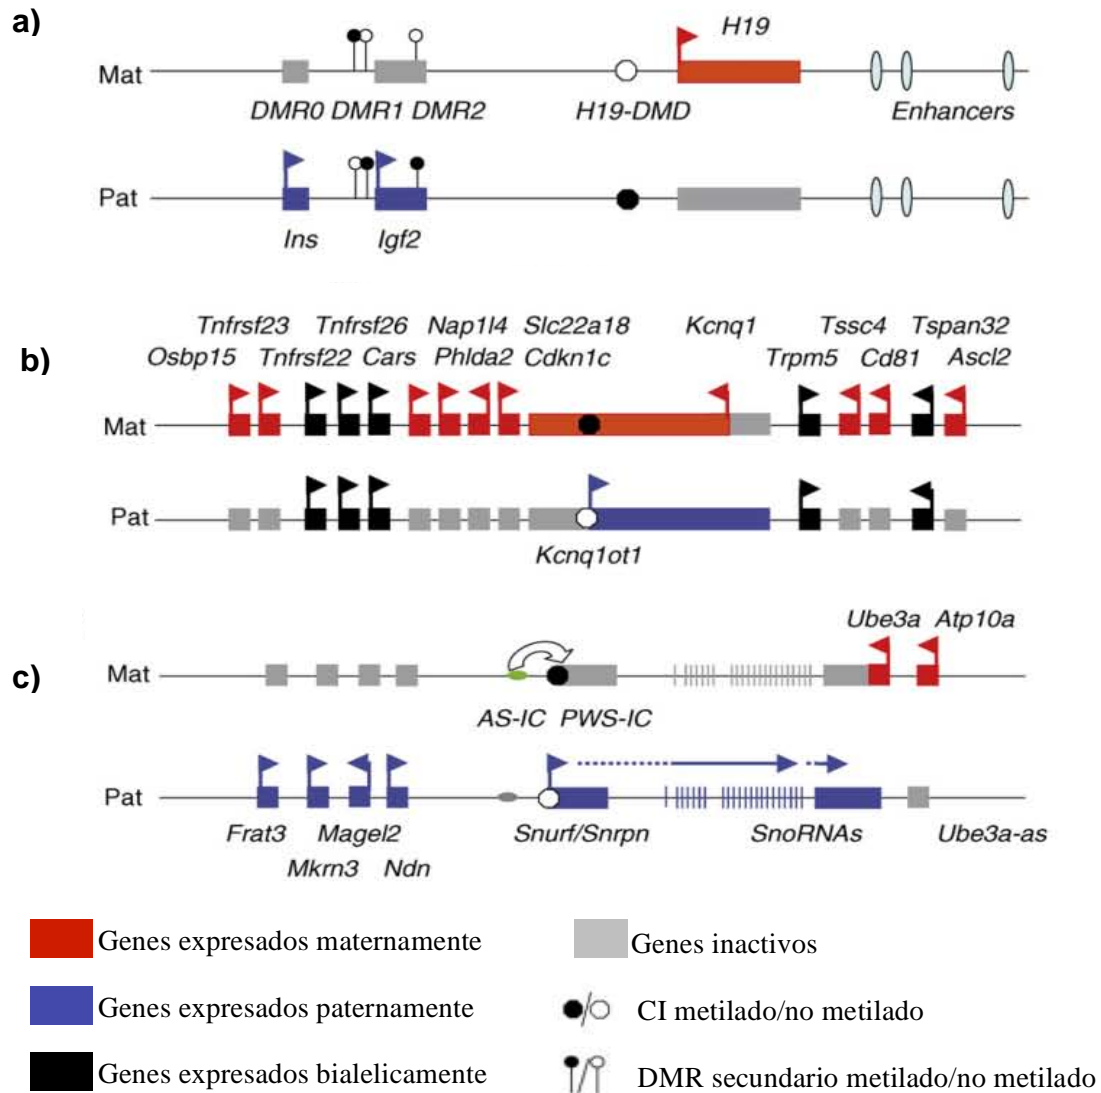 a)
H19
Mat
DMR0 DMR1 DMR2 H19-DMD Enhancers
Pat
Ins Igf2
Tnfrsf23 Tnfrsf26 Nap1l4 Slc22a18 Kcnq1 Tssc4 Tspan32
b)
Osbp15 Tnfrsf22 Cars Phlda2 Cdkn1c Trpm5 Cd81 Ascl2
Mat
Pat
Kcnq1ot1
Ube3a Atp10a
c)
Mat
AS-IC PWS-IC
Pat
Frat3 Magel2 Snurf/Snrpn SnoRNAs Ube3a-as
Mkrn3 Ndn
Genes expresados maternamente
Genes inactivos
Genes expresados paternamente
CI metilado/no metilado
Genes expresados bialelicamente
DMR secundario metilado/no metilado